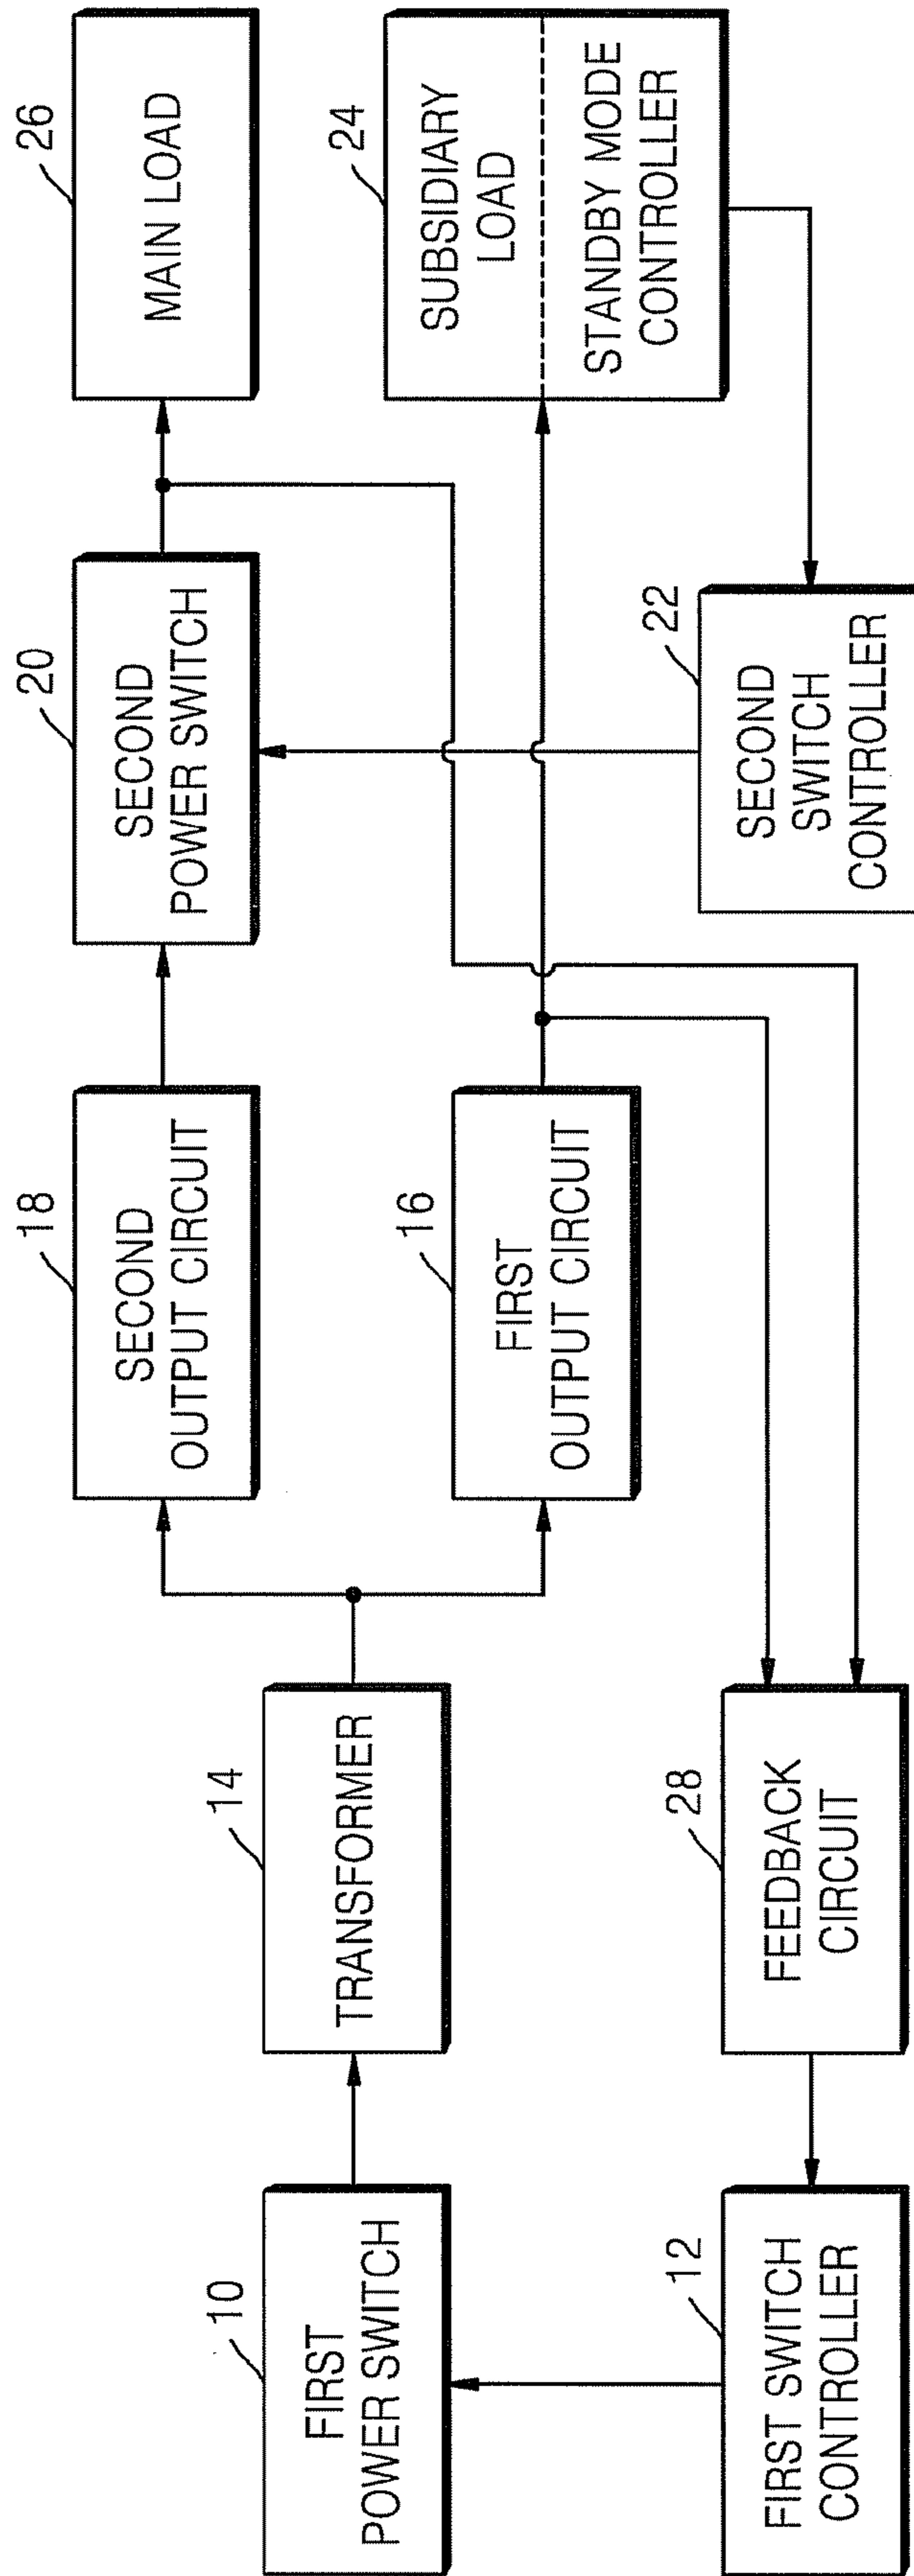 10
FIRST
POWER SWITCH
14
TRANSFORMER
18
SECOND
OUTPUT CIRCUIT
20
SECOND
POWER SWITCH
26
MAIN LOAD
16
FIRST
OUTPUT CIRCUIT
24
SUBSIDIARY
LOAD
STANDBY MODE
CONTROLLER
12
FIRST SWITCH
CONTROLLER
28
FEEDBACK
CIRCUIT
22
SECOND
SWITCH
CONTROLLER